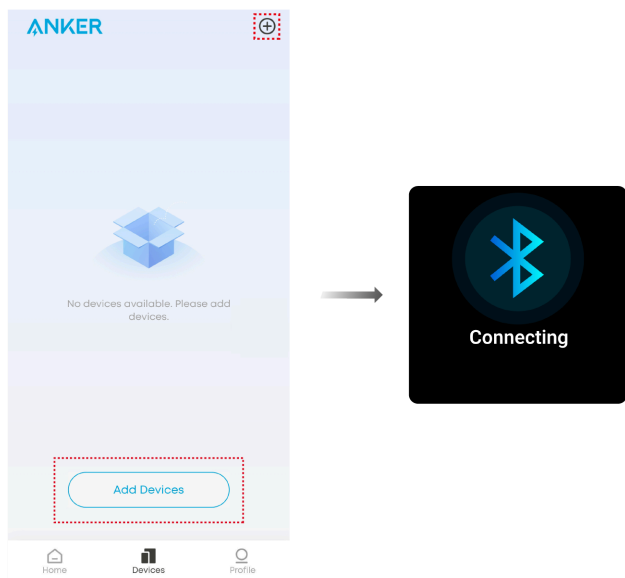 ANKER
No devices available. Please add
devices.
Connecting
Add Devices
Home Devices Profile